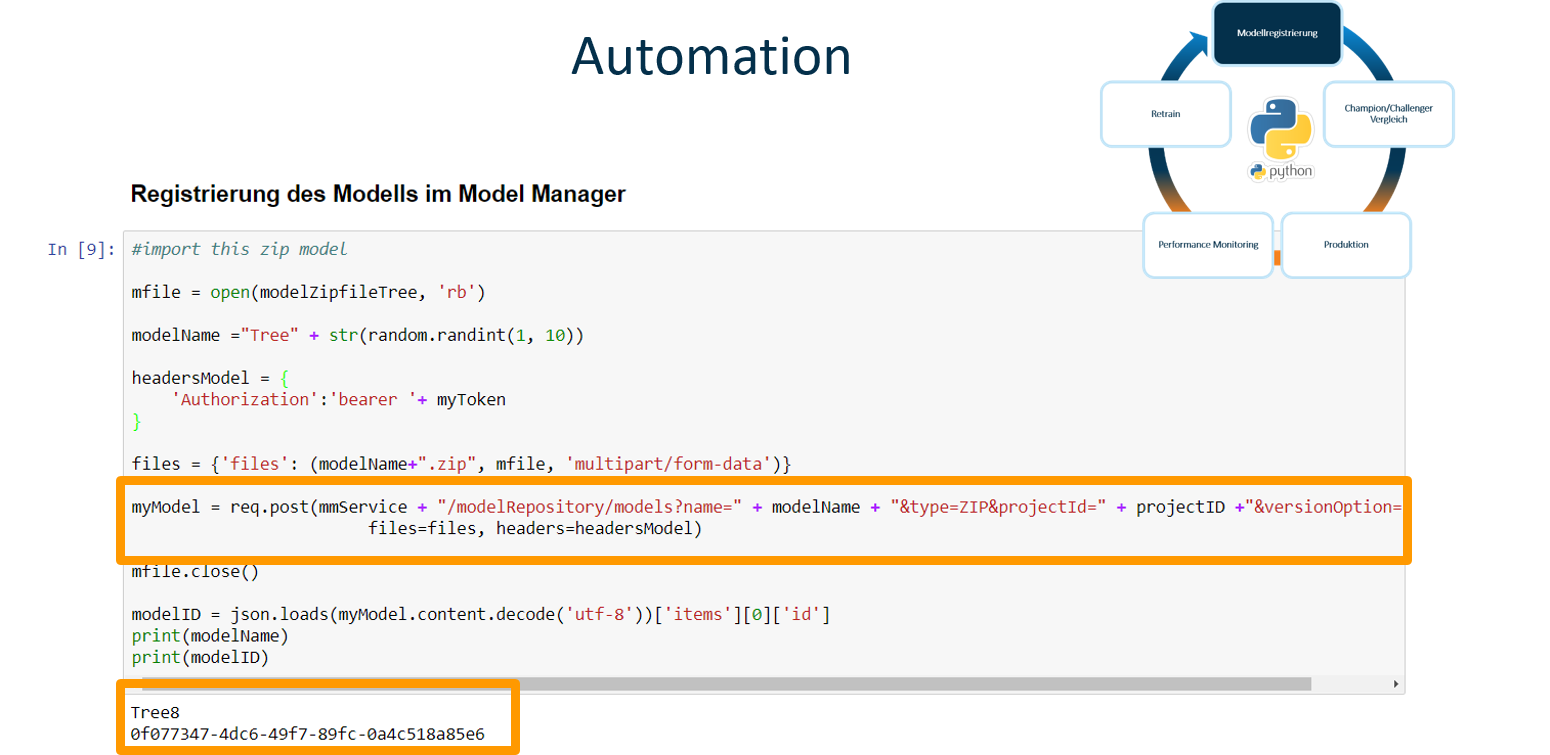 Automation
Modellregistrierung
Retrain
Champion/Challenger
Vergleich
python
Performance Monitoring
Produktion
Registrierung des Modells im Model Manager
In [9]:
#import this zip model
mfile = open(modelZipfileTree, 'rb')
modelName ="Tree" + str(random.randint(1, 10))
headersModel = {
'Authorization':'bearer '+ myToken
}
files = {'files': (modelName+".zip", mfile, 'multipart/form-data')}
myModel = req.post(mmService + "/modelRepository/models?name=" + modelName + "&type=ZIP&projectId=" + projectID +"&versionOption=
files=files, headers=headersModel)
mfile.close()
modelID = json.loads(myModel.content.decode('utf-8'))['items'][0]['id']
print(modelName)
print(modelID)
Tree8
0f077347-4dc6-49f7-89fc-0a4c518a85e6